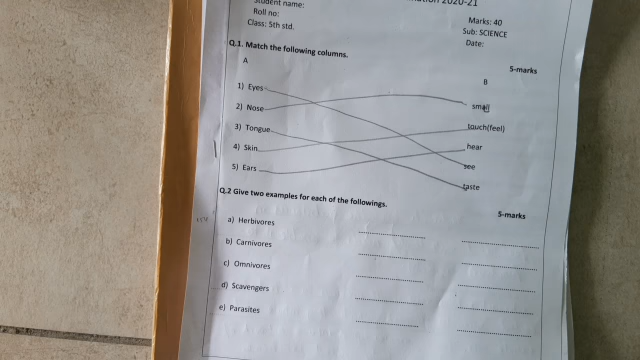 Student name:
2020-21
Roll no:
Marks: 40
Class: 5th std.
Sub: SCIENCE
Date:
Q.1. Match the following columns.
5-marks
A
B
1) Eyes
small
2) Nose
touch(feel)
3) Tongue
hear
4) Skin
see
5) Ears
taste
Q.2 Give two examples for each of the followings.
5-marks
a) Herbivores
b) Carnivores
c) Omnivores
d) Scavengers
e) Parasites